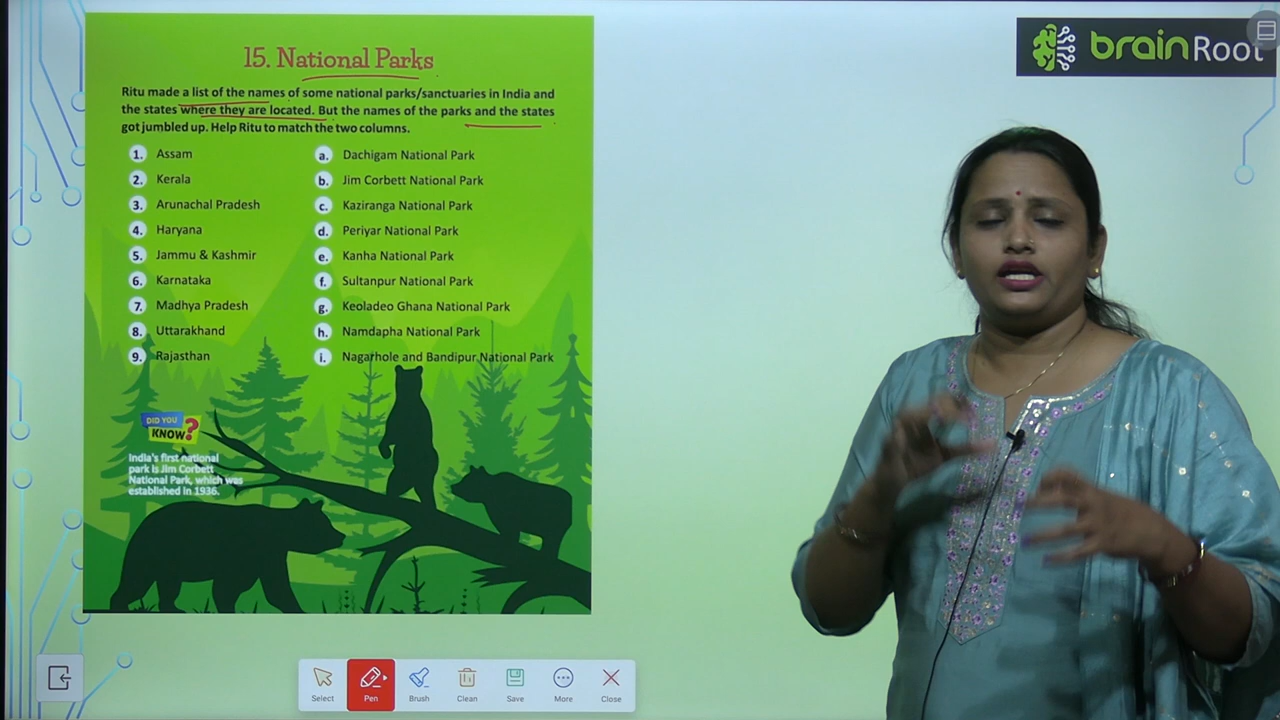 15. National Parks
Ritu made a list of the names of some national parks/sanctuaries in India and
the states where they are located. But the names of the parks and the states
got jumbled up. Help Ritu to match the two columns.
1. Assam a. Dachigam National Park
2. Kerala b. Jim Corbett National Park
3. Arunachal Pradesh c. Kaziranga National Park
4. Haryana d. Periyar National Park
5. Jammu & Kashmir e. Kanha National Park
6. Karnataka f. Sultanpur National Park
7. Madhya Pradesh g. Keoladeo Ghana National Park
8. Uttarakhand h. Namdapha National Park
9. Rajasthan i. Nagarhole and Bandipur National Park
DID YOU
KNOW?
India's first national
park is Jim Corbett
National Park, which was
established in 1936.
brainRoot
Select Pen Brush Clean Save More Close